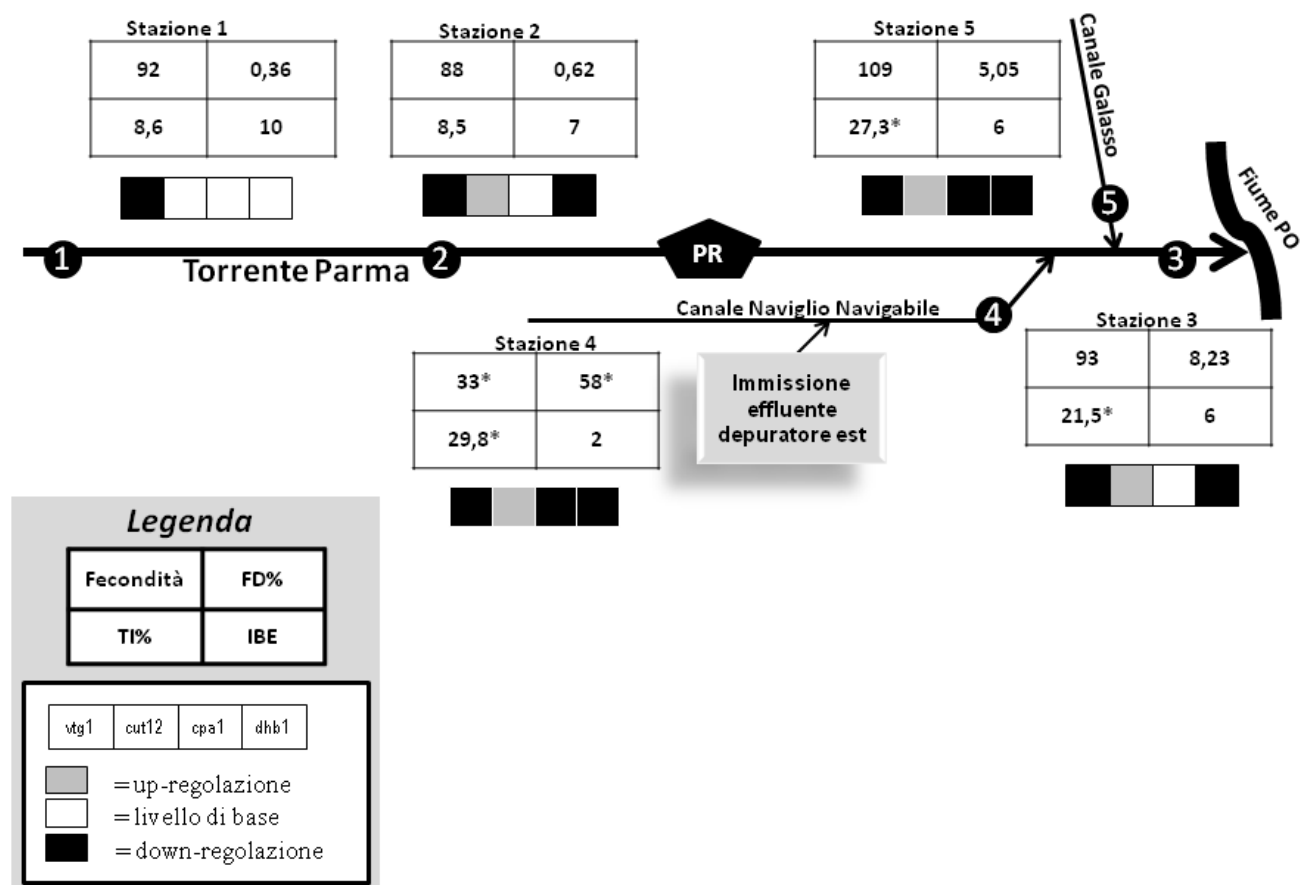 Stazione 1
92 0,36
8,6 10
Stazione 2
88 0,62
8,5 7
Stazione 5
109 5,05
27,3* 6
Canale Galasso
Fiume PO
1
2
PR
5
3
Torrente Parma
Canale Naviglio Navigabile
4
Stazione 4
33* 58*
29,8* 2
Immissione
effluente
depuratore est
Stazione 3
93 8,23
21,5* 6
Legenda
Fecondità FD%
TI% IBE
vtg1 cut12 cpa1 dhb1
=up-regolazione
=livello di base
=down-regolazione